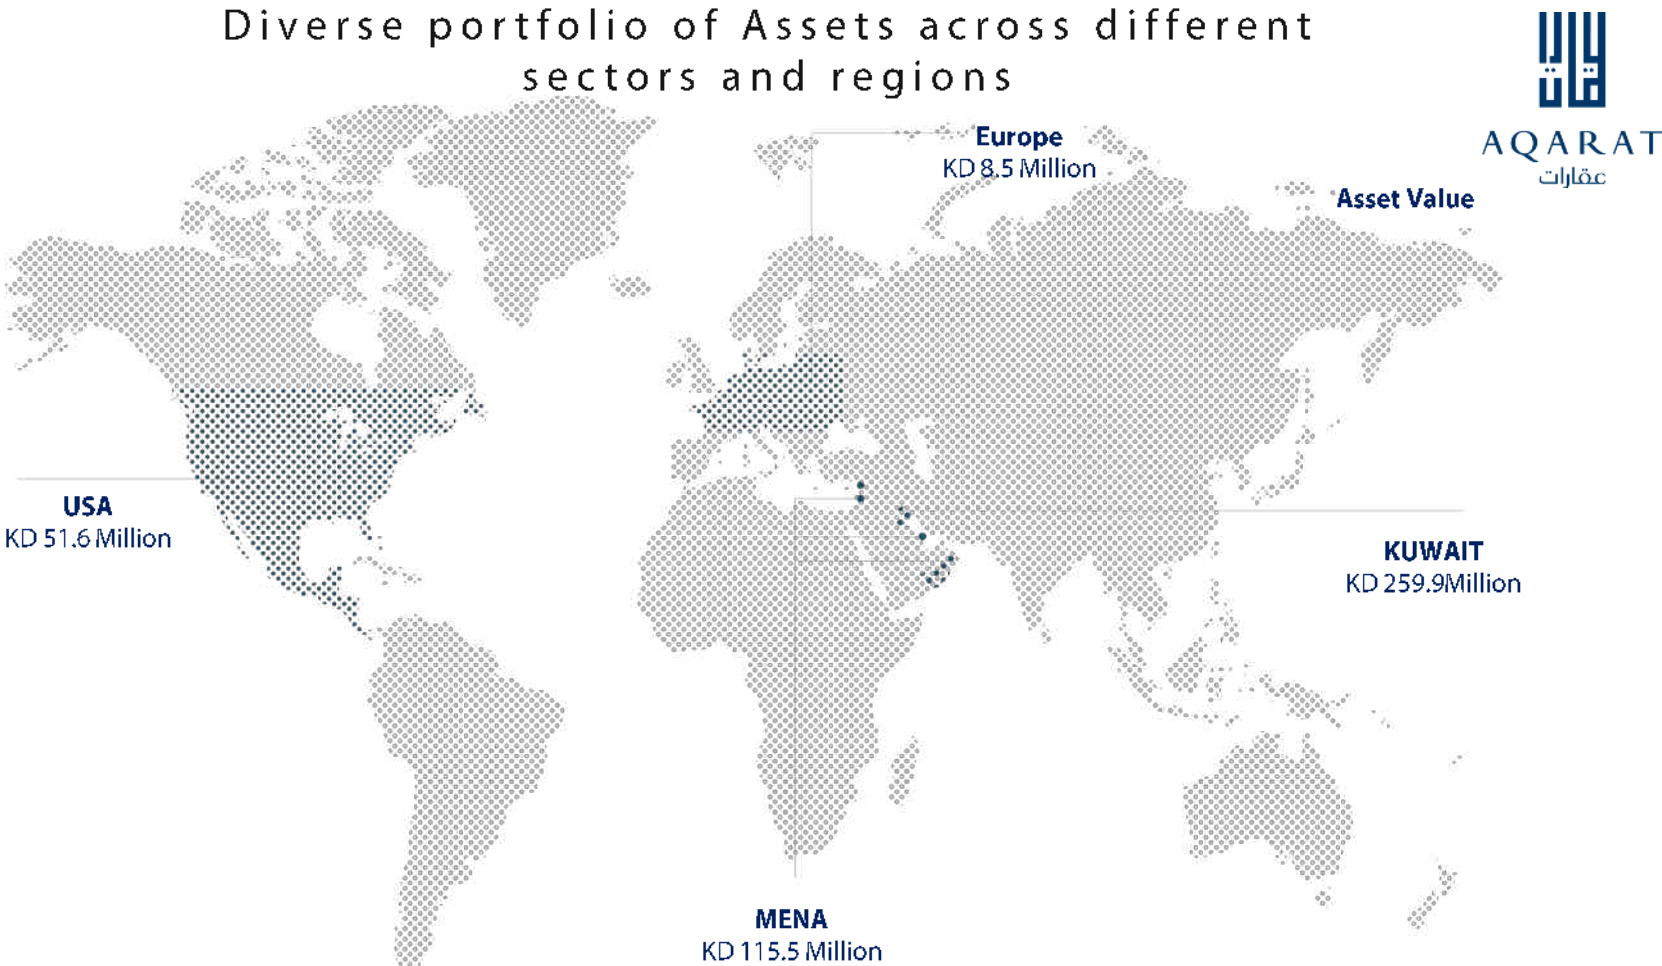 Diverse portfolio of Assets across different
sectors and regions
عقارات
AQARAT
عقارات
Europe
KD 8.5 Million
Asset Value
USA
KD 51.6 Million
KUWAIT
KD 259.9Million
MENA
KD 115.5 Million